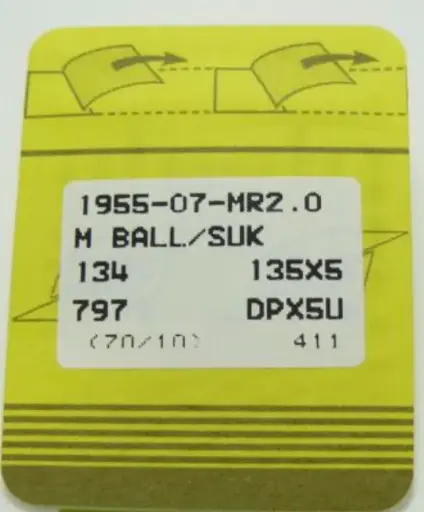 1955-07-MR2.0
M BALL/SUK
134 135X5
797 DPX5U
(70/10) 411